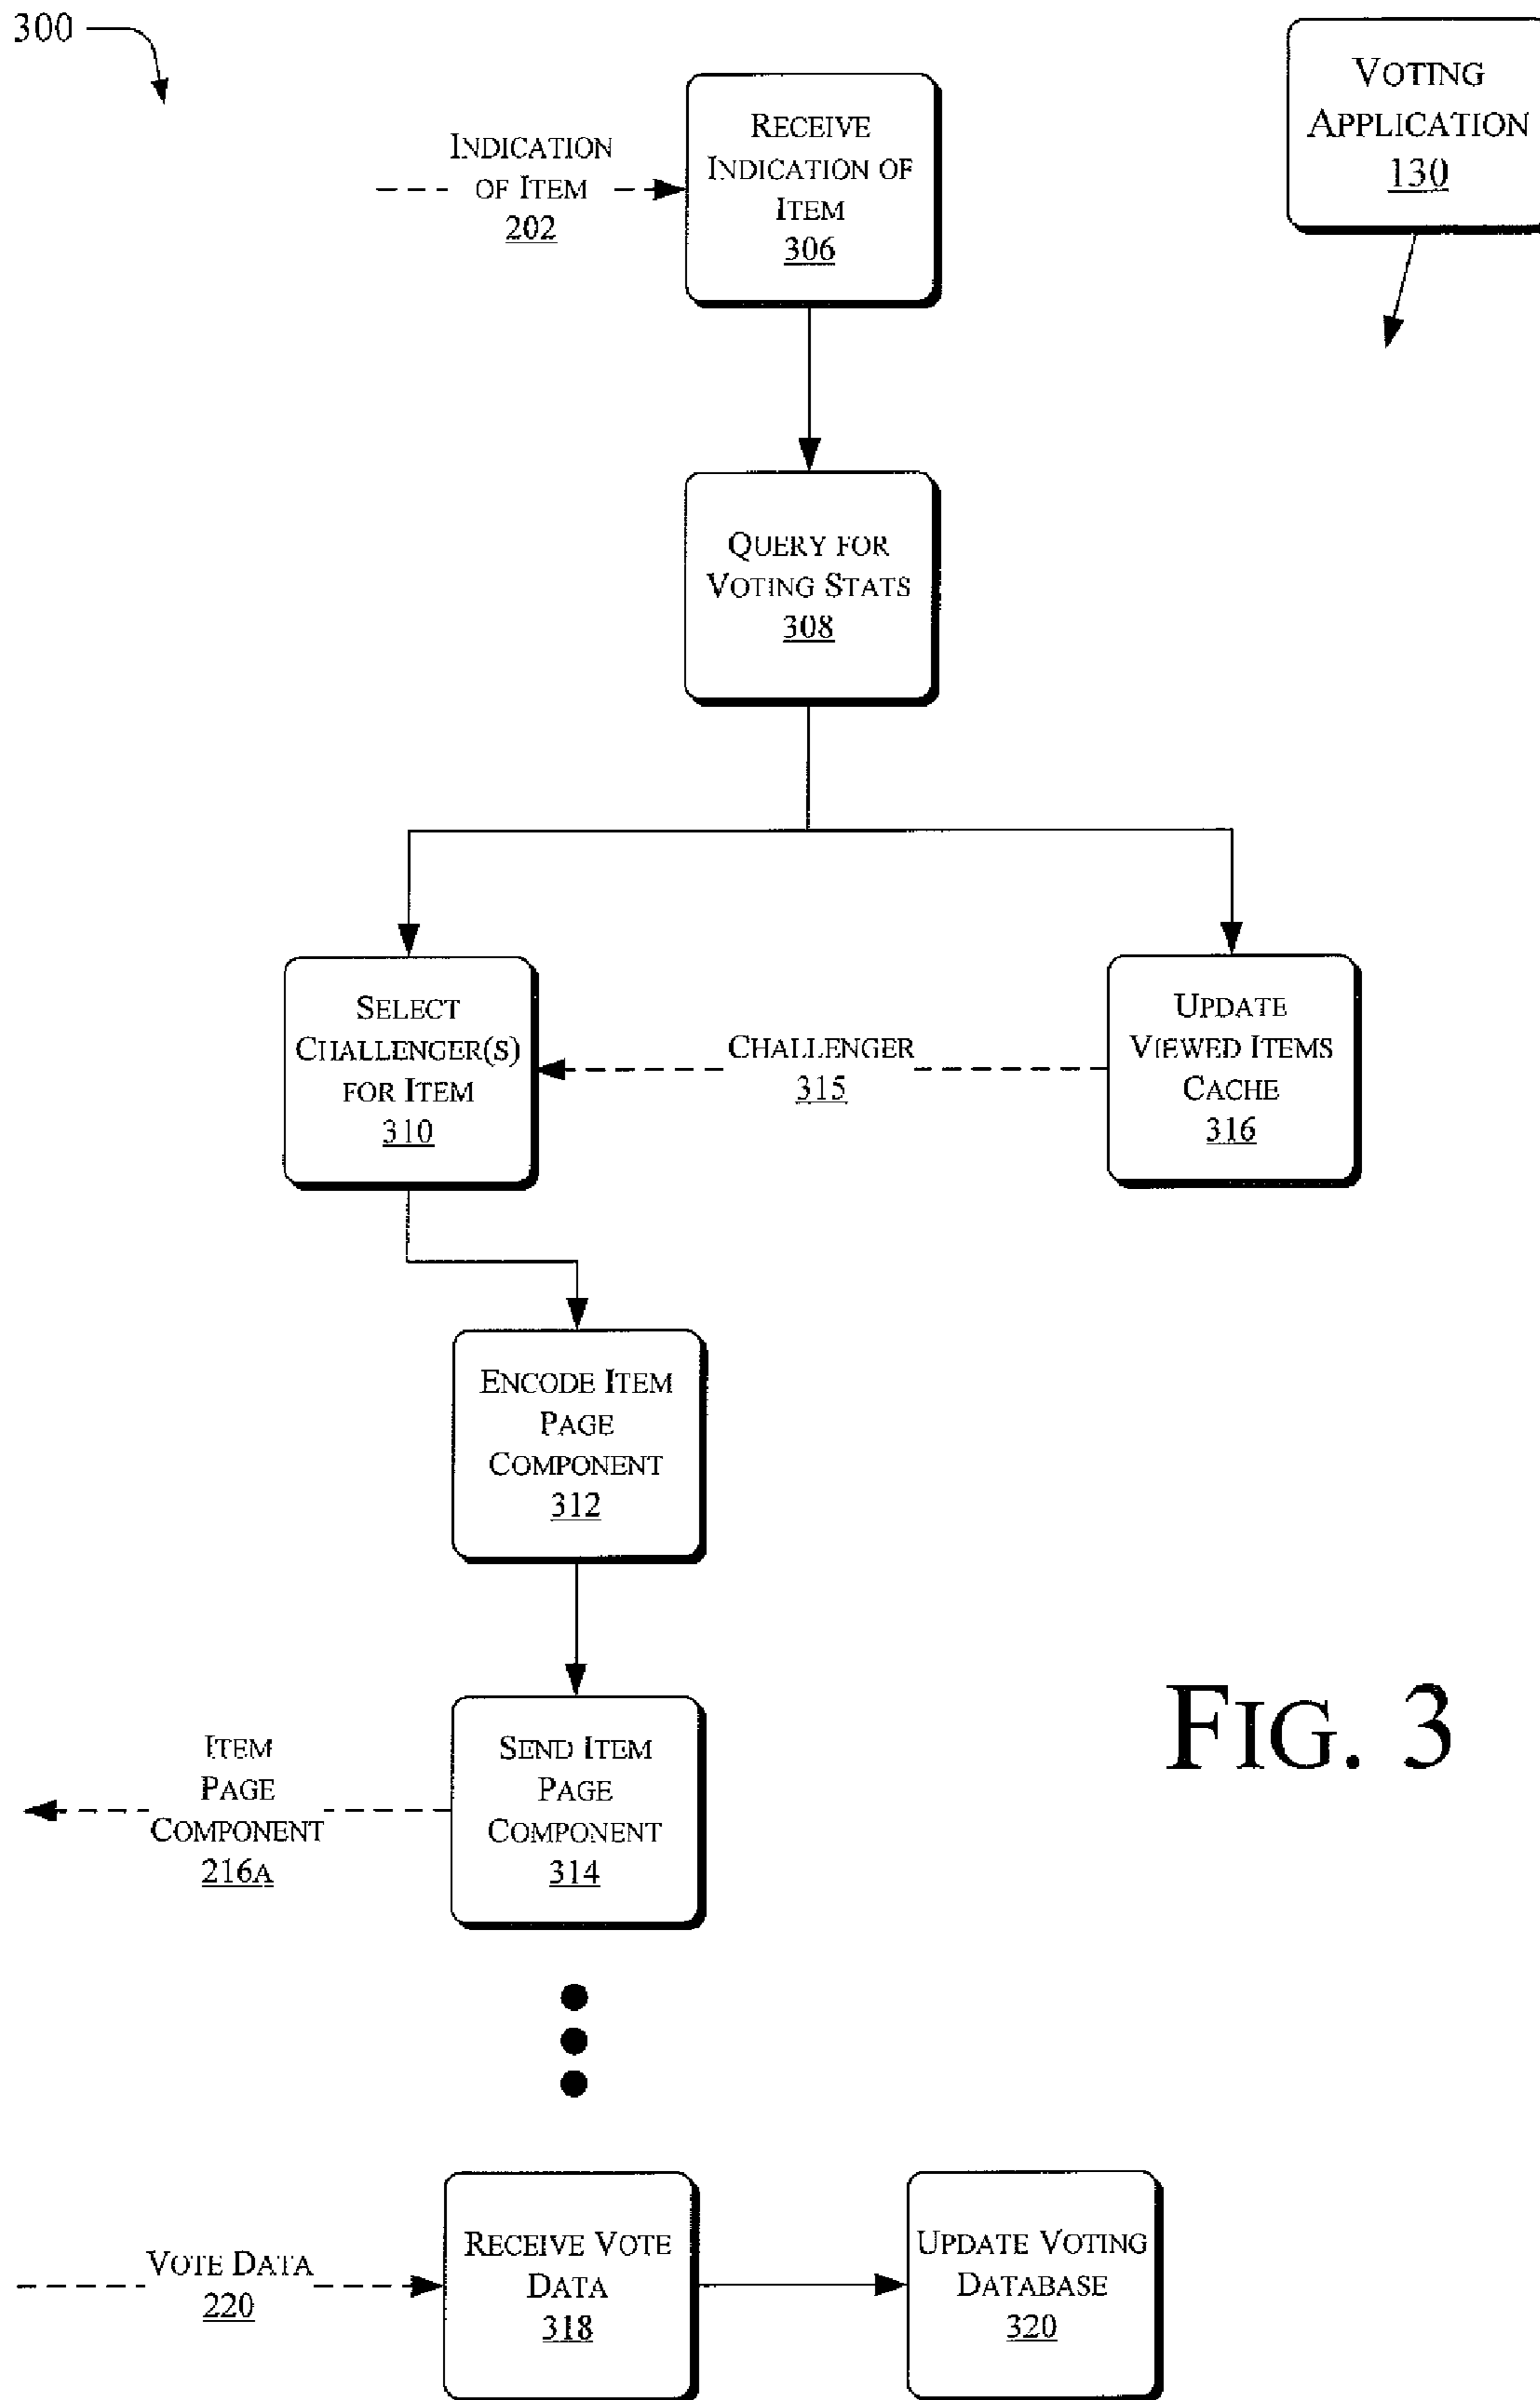 300
VOTING
APPLICATION
130
INDICATION
OF ITEM
202
RECEIVE
INDICATION OF
ITEM
306
QUERY FOR
VOTING STATS
308
SELECT
CHALLENGER(S)
FOR ITEM
310
CHALLENGER
315
UPDATE
VIEWED ITEMS
CACHE
316
ENCODE ITEM
PAGE
COMPONENT
312
ITEM
PAGE
COMPONENT
216A
SEND ITEM
PAGE
COMPONENT
314
FIG. 3
VOTE DATA
220
RECEIVE VOTE
DATA
318
UPDATE VOTING
DATABASE
320